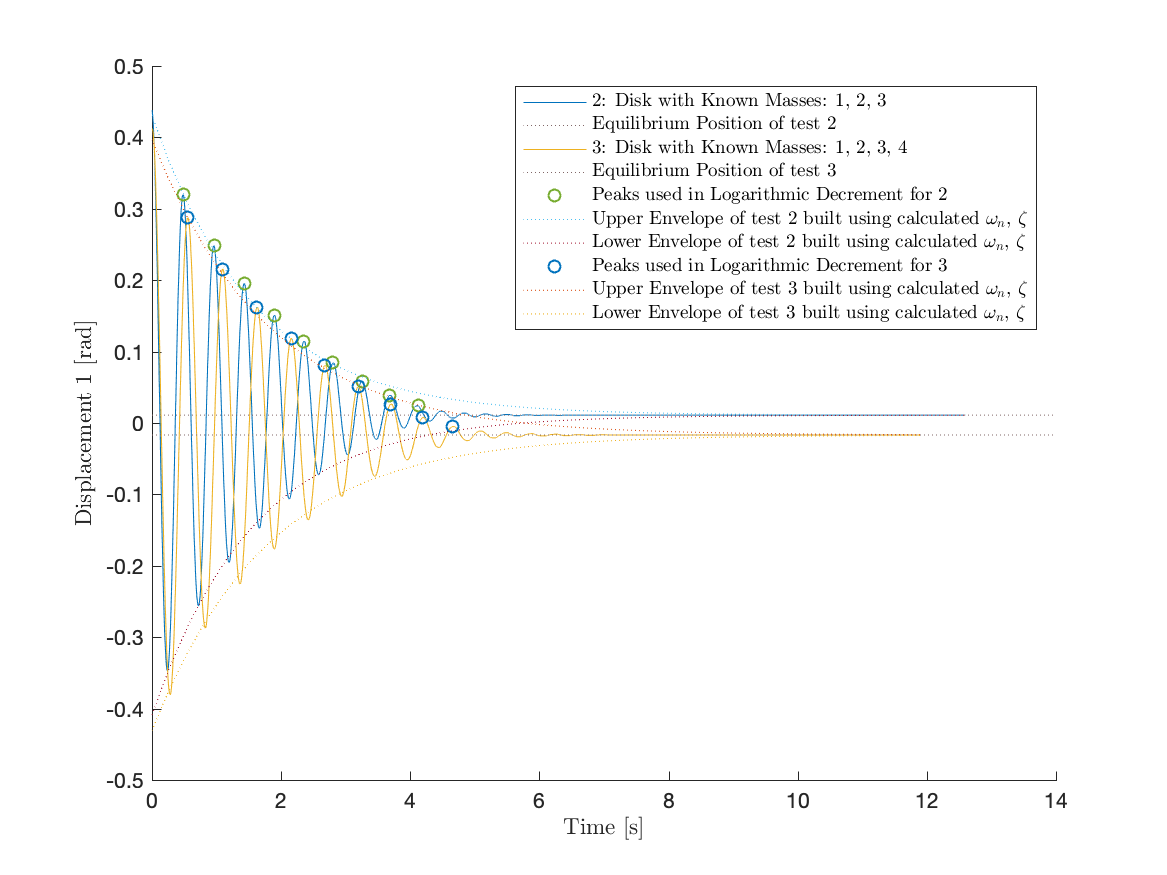 0.5
0.4
0.3
0.2
0.1
0
-0.1
-0.2
-0.3
-0.4
-0.5
Displacement 1 [rad]
2: Disk with Known Masses: 1, 2, 3
Equilibrium Position of test 2
3: Disk with Known Masses: 1, 2, 3, 4
Equilibrium Position of test 3
Peaks used in Logarithmic Decrement for 2
Upper Envelope of test 2 built using calculated ωₙ, ζ
Lower Envelope of test 2 built using calculated ωₙ, ζ
Peaks used in Logarithmic Decrement for 3
Upper Envelope of test 3 built using calculated ωₙ, ζ
Lower Envelope of test 3 built using calculated ωₙ, ζ
0 2 4 6 8 10 12 14
Time [s]